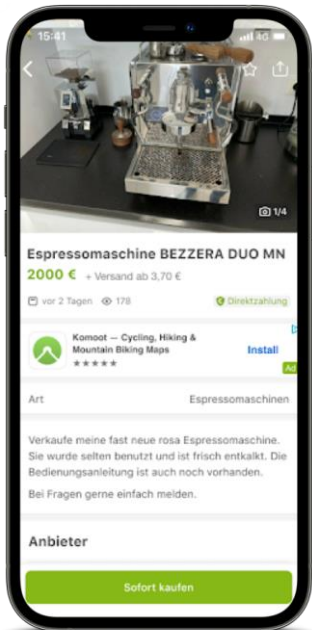 15:41
4G
1/4
Espressomaschine BEZZERA DUO MN
2000 € + Versand ab 3,70 €
vor 2 Tagen 178 Direktzahlung
Komoot — Cycling, Hiking &
Mountain Biking Maps Install
Ad
Art Espressomaschinen
Verkaufe meine fast neue rosa Espressomaschine.
Sie wurde selten benutzt und ist frisch entkalkt. Die
Bedienungsanleitung ist auch noch vorhanden.
Bei Fragen gerne einfach melden.
Anbieter
Sofort kaufen